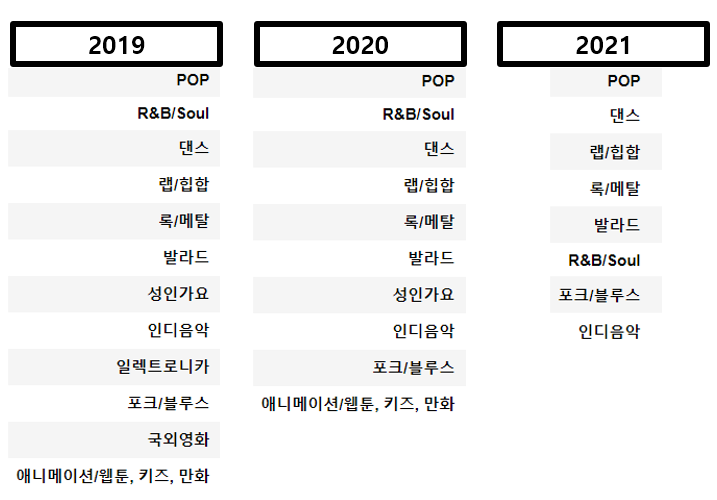 2019
POP
R&B/Soul
댄스
랩/힙합
록/메탈
발라드
성인가요
인디음악
일렉트로니카
포크/블루스
국외영화
애니메이션/웹툰, 키즈, 만화
2020
POP
R&B/Soul
댄스
랩/힙합
록/메탈
발라드
성인가요
인디음악
포크/블루스
애니메이션/웹툰, 키즈, 만화
2021
POP
댄스
랩/힙합
록/메탈
발라드
R&B/Soul
포크/블루스
인디음악